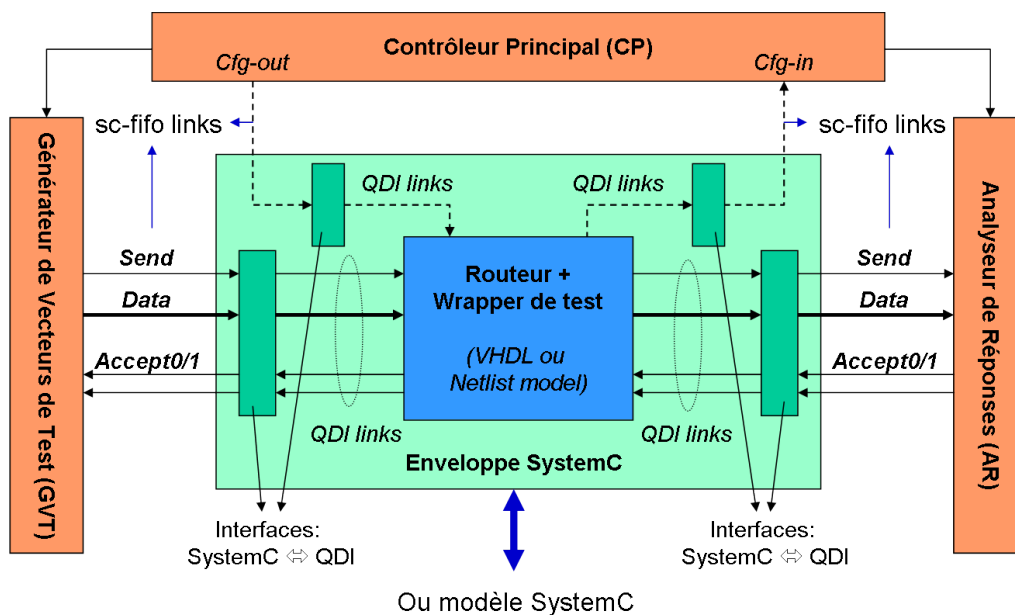 Contrôleur Principal (CP)
Cfg-out
Cfg-in
sc-fifo links
sc-fifo links
Générateur de
Vecteurs de Test (GVT)
Analyseur de
Réponses (AR)
QDI links
QDI links
Send
Data
Accept0/1
Routeur +
Wrapper de test
(VHDL ou
Netlist model)
Send
Data
Accept0/1
QDI links
QDI links
Enveloppe SystemC
Interfaces:
SystemC ⇔ QDI
Interfaces:
SystemC ⇔ QDI
Ou modèle SystemC